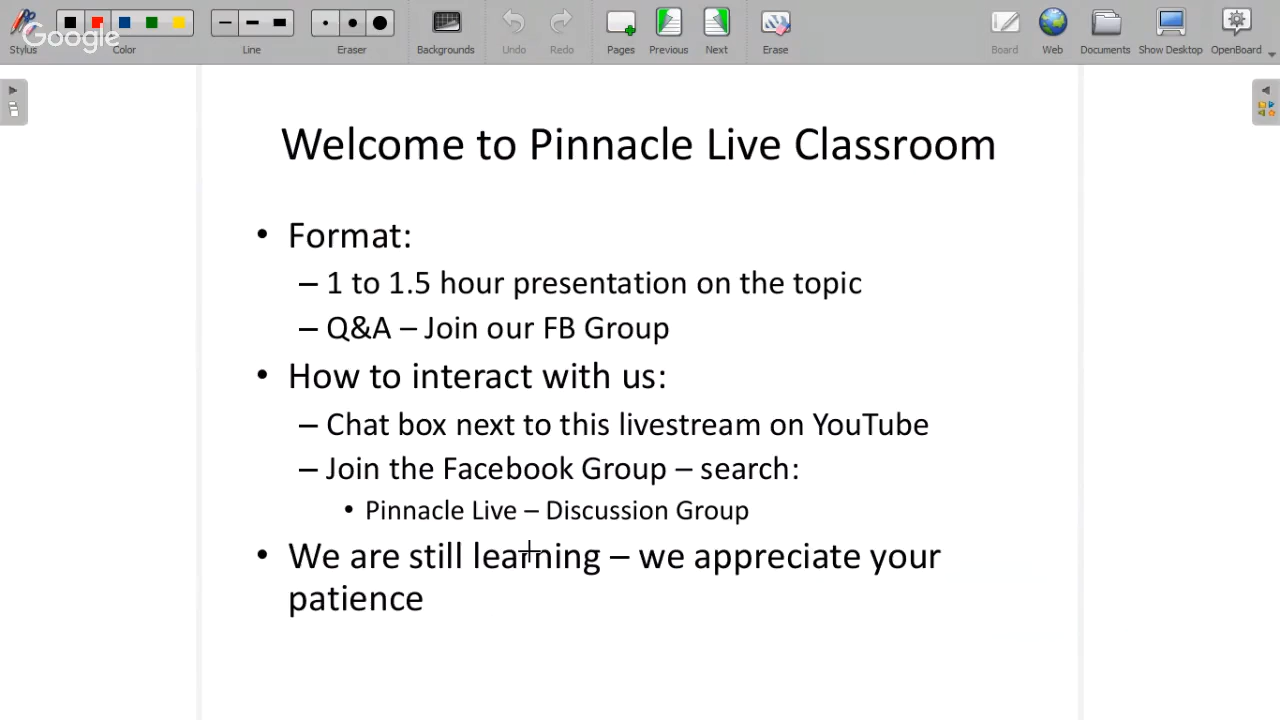 Stylus
Google
Color
Line
Eraser
Backgrounds
Undo
Redo
Pages
Previous
Next
Erase
Board
Web
Documents
Show Desktop
OpenBoard
Welcome to Pinnacle Live Classroom
• Format:
– 1 to 1.5 hour presentation on the topic
– Q&A – Join our FB Group
• How to interact with us:
– Chat box next to this livestream on YouTube
– Join the Facebook Group – search:
• Pinnacle Live – Discussion Group
• We are still learning – we appreciate your
patience